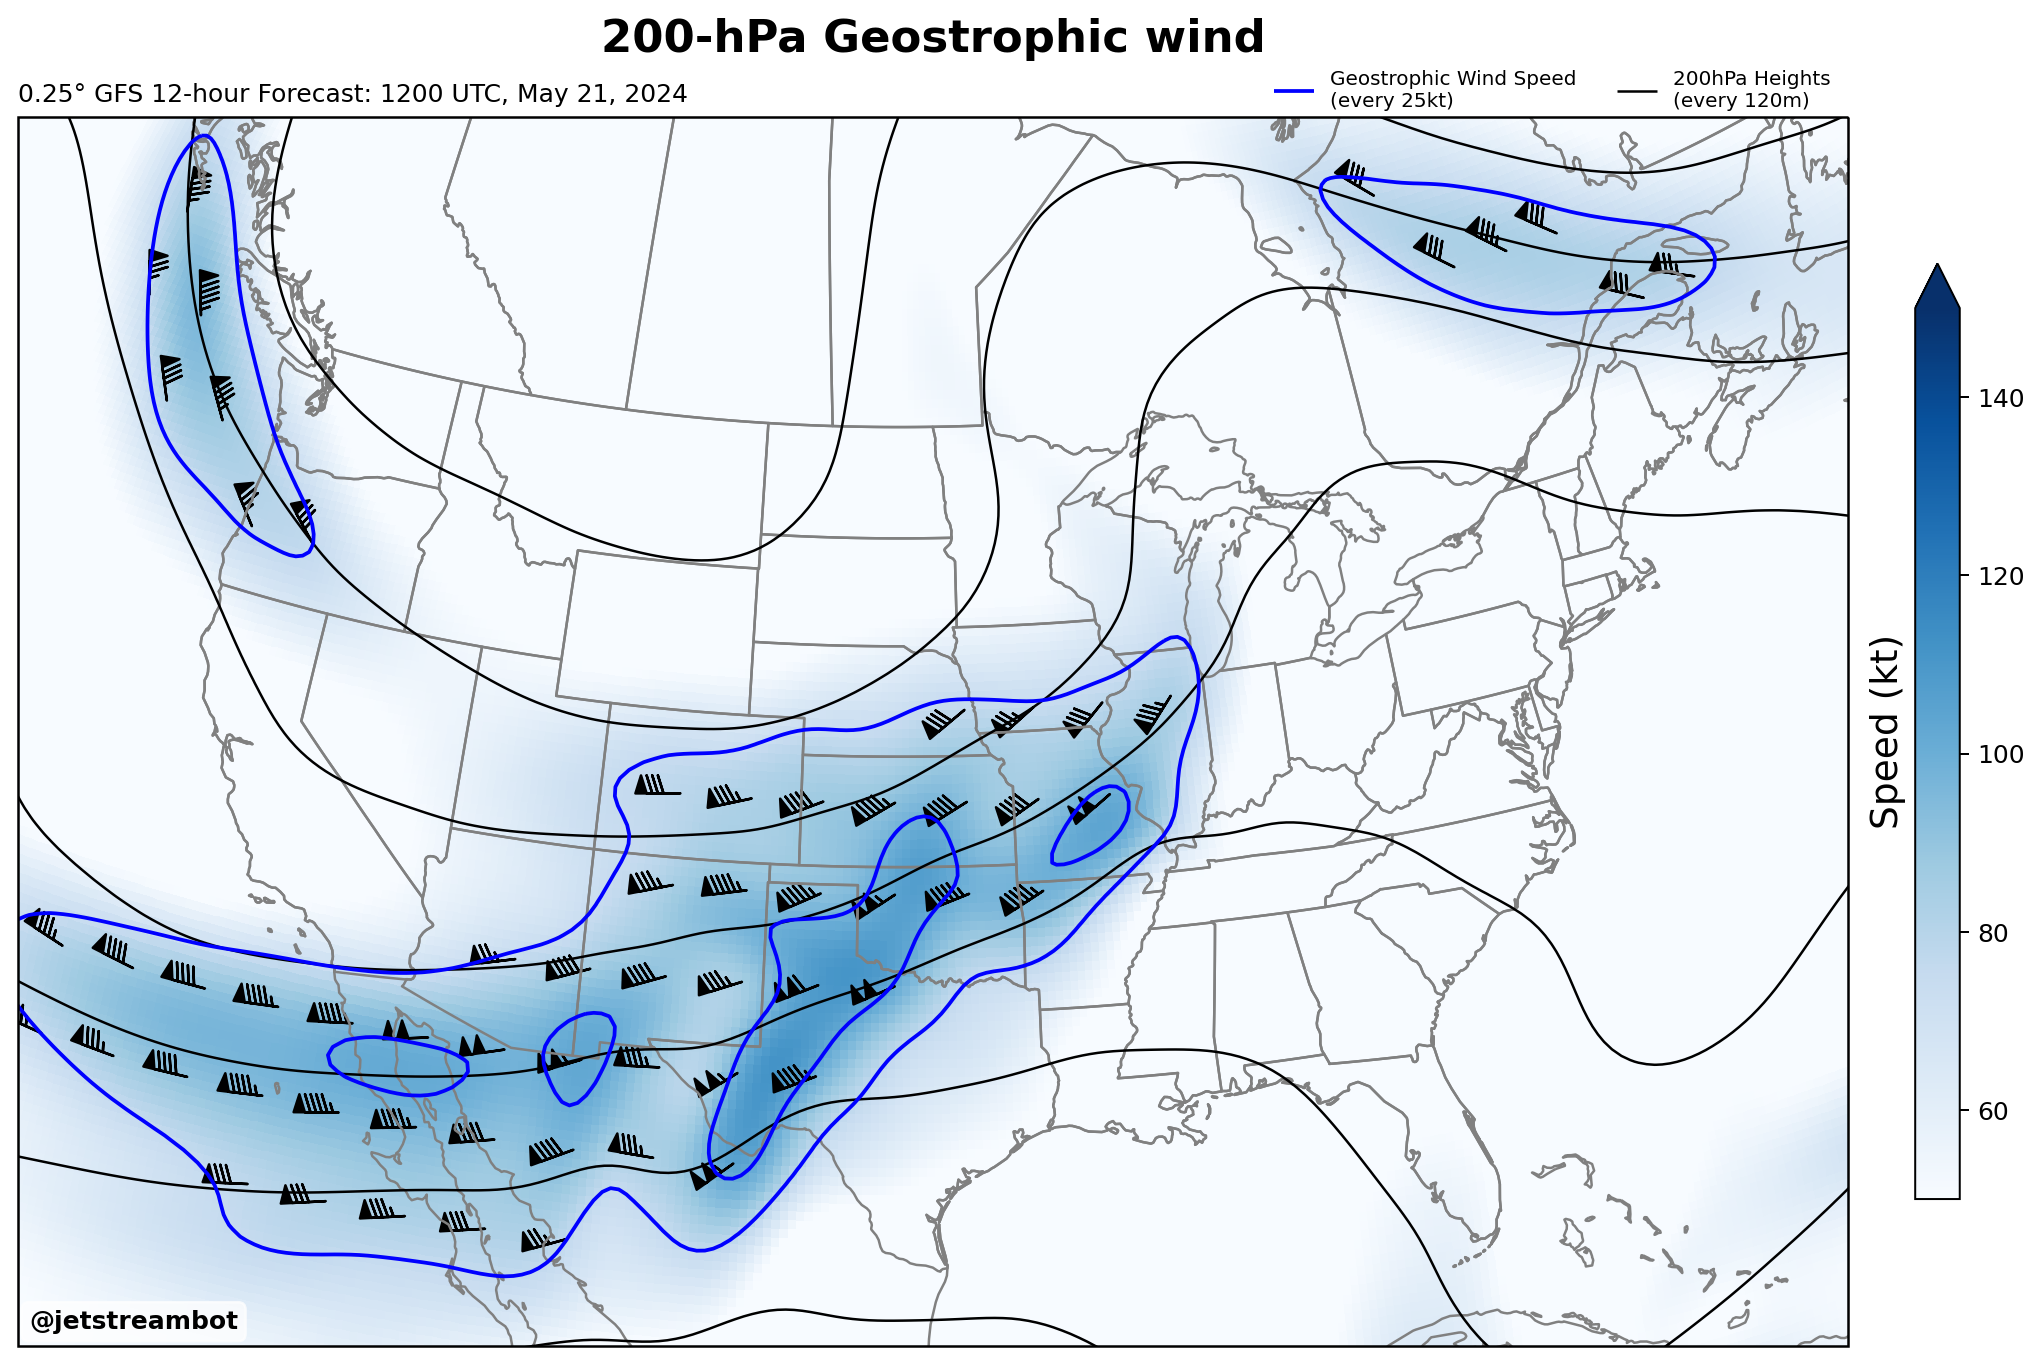 200-hPa Geostrophic wind
0.25° GFS 12-hour Forecast: 1200 UTC, May 21, 2024
Geostrophic Wind Speed
(every 25kt)
200hPa Heights
(every 120m)
140
120
100
80
60
Speed (kt)
@jetstreambot